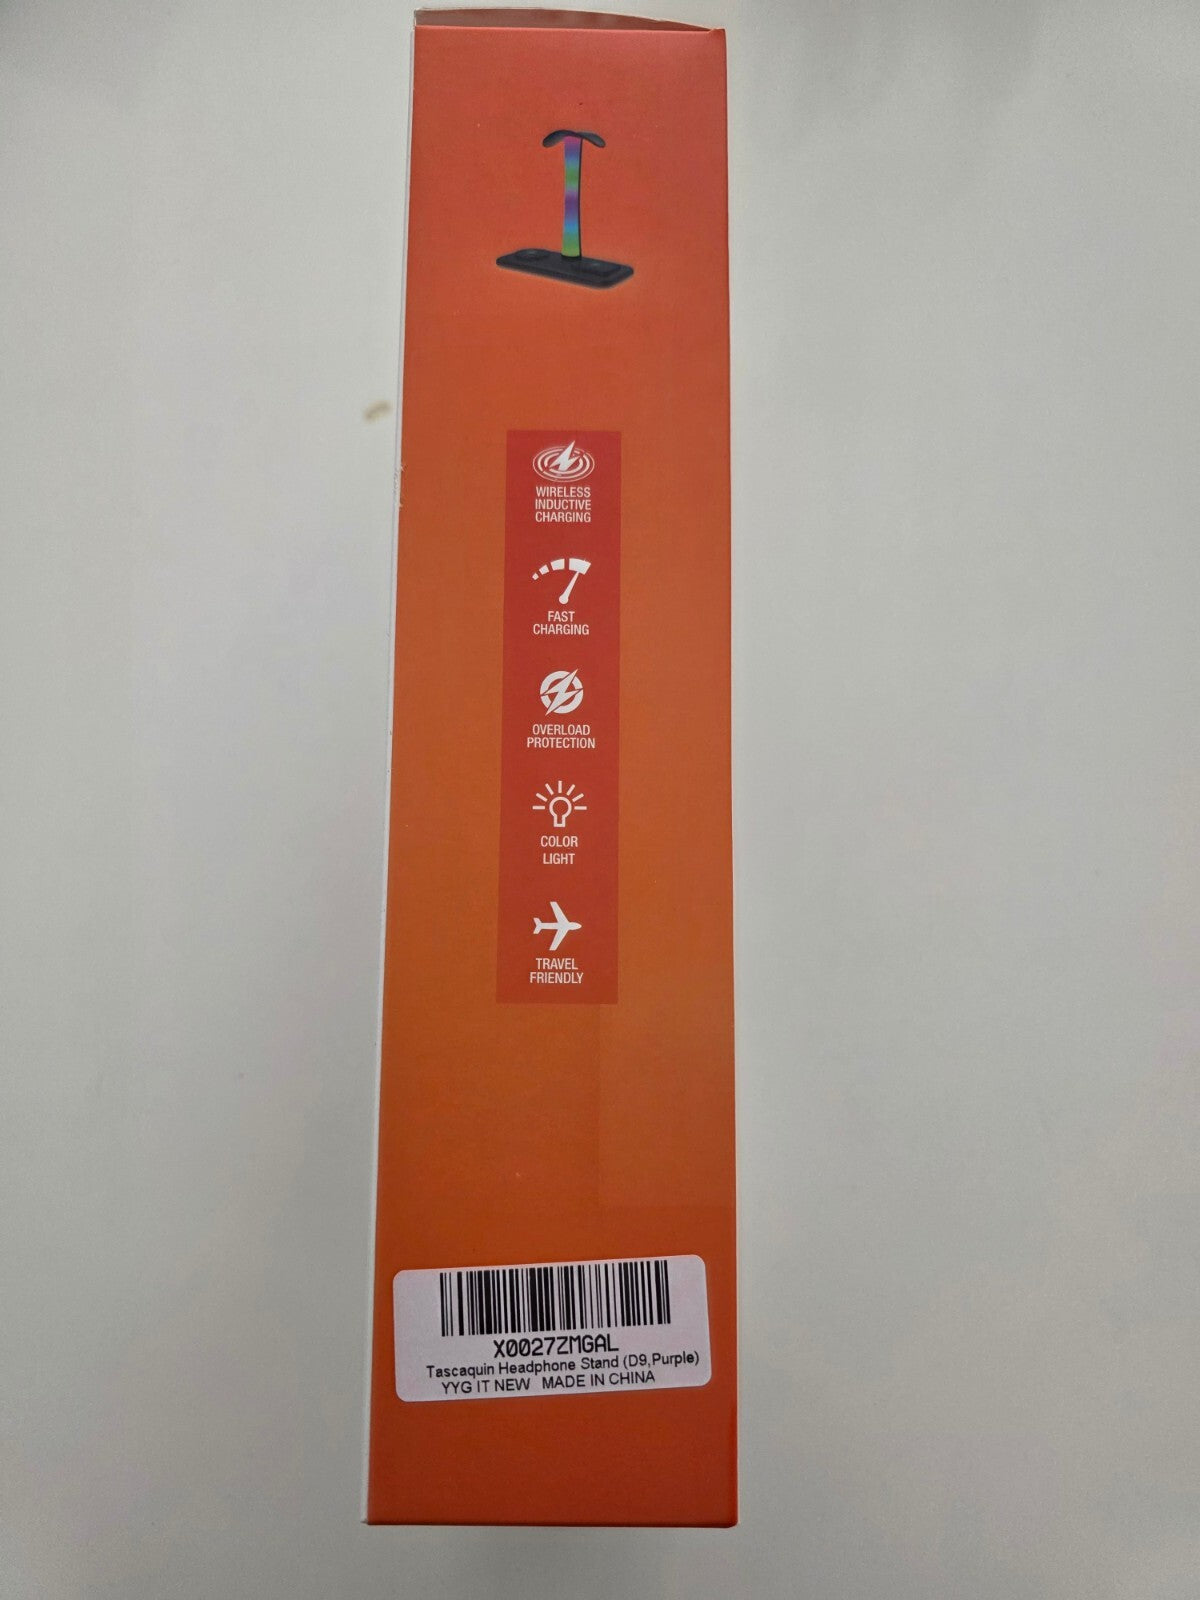 WIRELESS
INDUCTIVE
CHARGING
FAST
CHARGING
OVERLOAD
PROTECTION
COLOR
LIGHT
TRAVEL
FRIENDLY
X0027ZMGAL
Tascaquin Headphone Stand (D9,Purple)
YYG IT NEW MADE IN CHINA